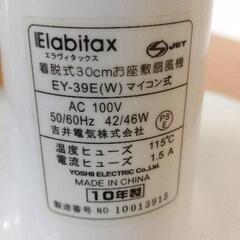 Elabitax
エラヴィタックス
S JET
着脱式30cmお座敷扇風機
EY-39E(W) マイコン式
AC 100V
50/60Hz 42/46W
吉井電気株式会社
PSE
温度ヒューズ 115℃
電流ヒューズ 1.5 A
YOSHII ELECTRIC Co.,Ltd.
MADE IN CHINA
10年製
製造番号 NO 10013915